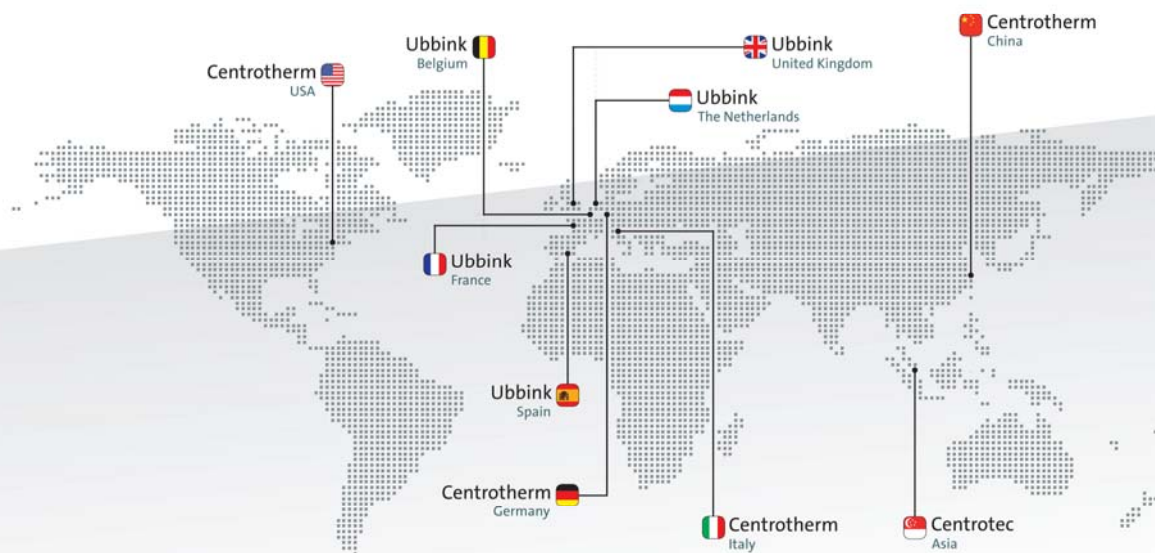 Centrotherm
China
Ubbink
Belgium
Ubbink
United Kingdom
Centrotherm
USA
Ubbink
The Netherlands
Ubbink
France
Ubbink
Spain
Centrotherm
Germany
Centrotherm
Italy
Centrotec
Asia